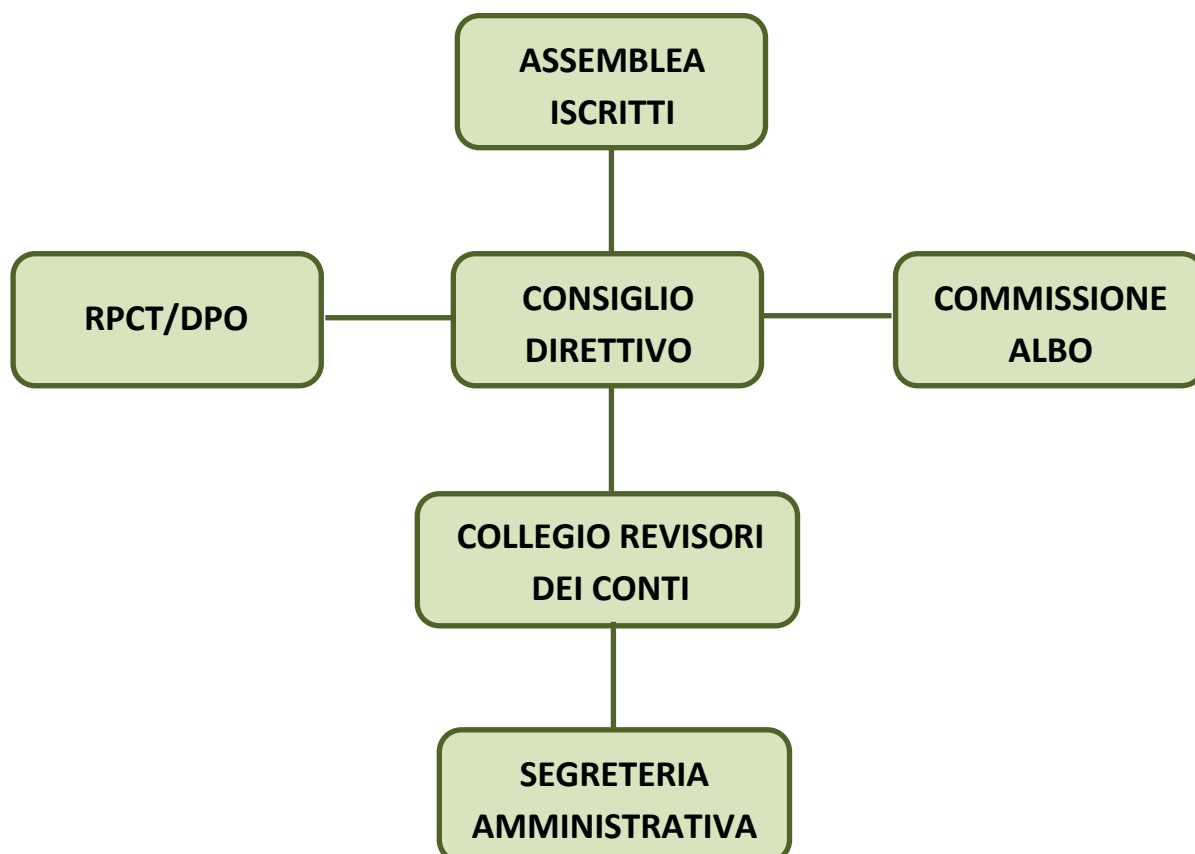 ASSEMBLEA
ISCRITTI
RPCT/DPO
CONSIGLIO
DIRETTIVO
COMMISSIONE
ALBO
COLLEGIO REVISORI
DEI CONTI
SEGRETERIA
AMMINISTRATIVA